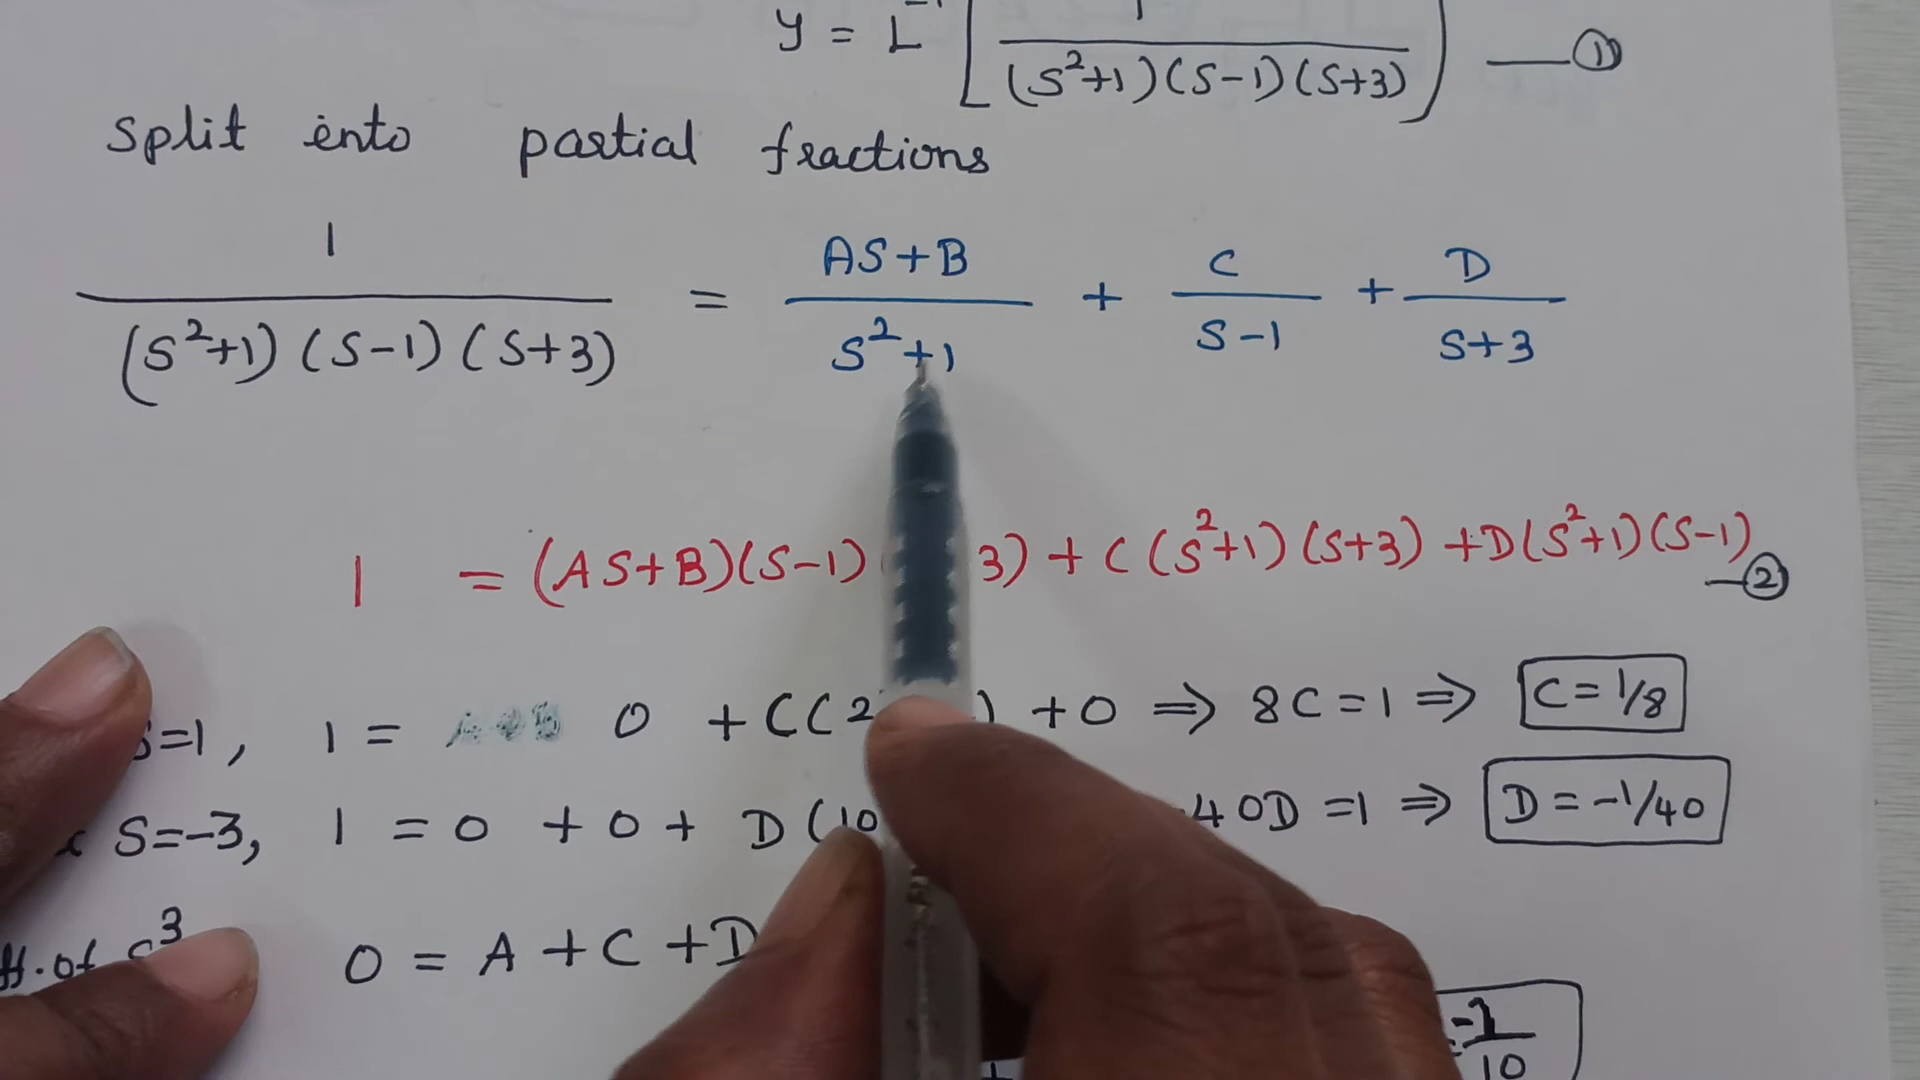 y = L⁻¹ [ 1 / (S²+1)(S-1)(S+3) ] —①
Split into partial fractions
1 / (S²+1)(S-1)(S+3) = AS+B / S²+1 + C / S-1 + D / S+3
1 = (AS+B)(S-1) 3) + C(S²+1)(S+3) + D(S²+1)(S-1) —②
S=1, 1 = 0 + C(2 ) + 0 ⇒ 8C=1 ⇒ C=1/8
S=-3, 1 = 0 + 0 + D(10 -40D=1 ⇒ D=-1/40
of S³ 0 = A + C + D
10